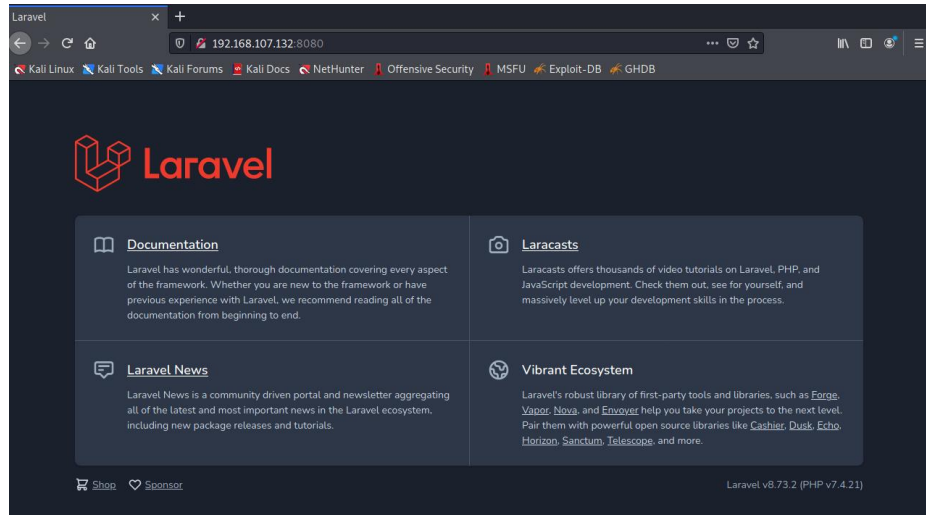 Laravel
192.168.107.132:8080
Kali Linux Kali Tools Kali Forums Kali Docs NetHunter Offensive Security MSFU Exploit-DB GHDB
Laravel
Documentation
Laravel has wonderful, thorough documentation covering every aspect
of the framework. Whether you are new to the framework or have
previous experience with Laravel, we recommend reading all of the
documentation from beginning to end.
Laracasts
Laracasts offers thousands of video tutorials on Laravel, PHP, and
JavaScript development. Check them out, see for yourself, and
massively level up your development skills in the process.
Laravel News
Laravel News is a community driven portal and newsletter aggregating
all of the latest and most important news in the Laravel ecosystem,
including new package releases and tutorials.
Vibrant Ecosystem
Laravel's robust library of first-party tools and libraries, such as Forge,
Vapor, Nova, and Envoyer help you take your projects to the next level.
Pair them with powerful open source libraries like Cashier, Dusk, Echo,
Horizon, Sanctum, Telescope, and more.
Shop Sponsor
Laravel v8.73.2 (PHP v7.4.21)